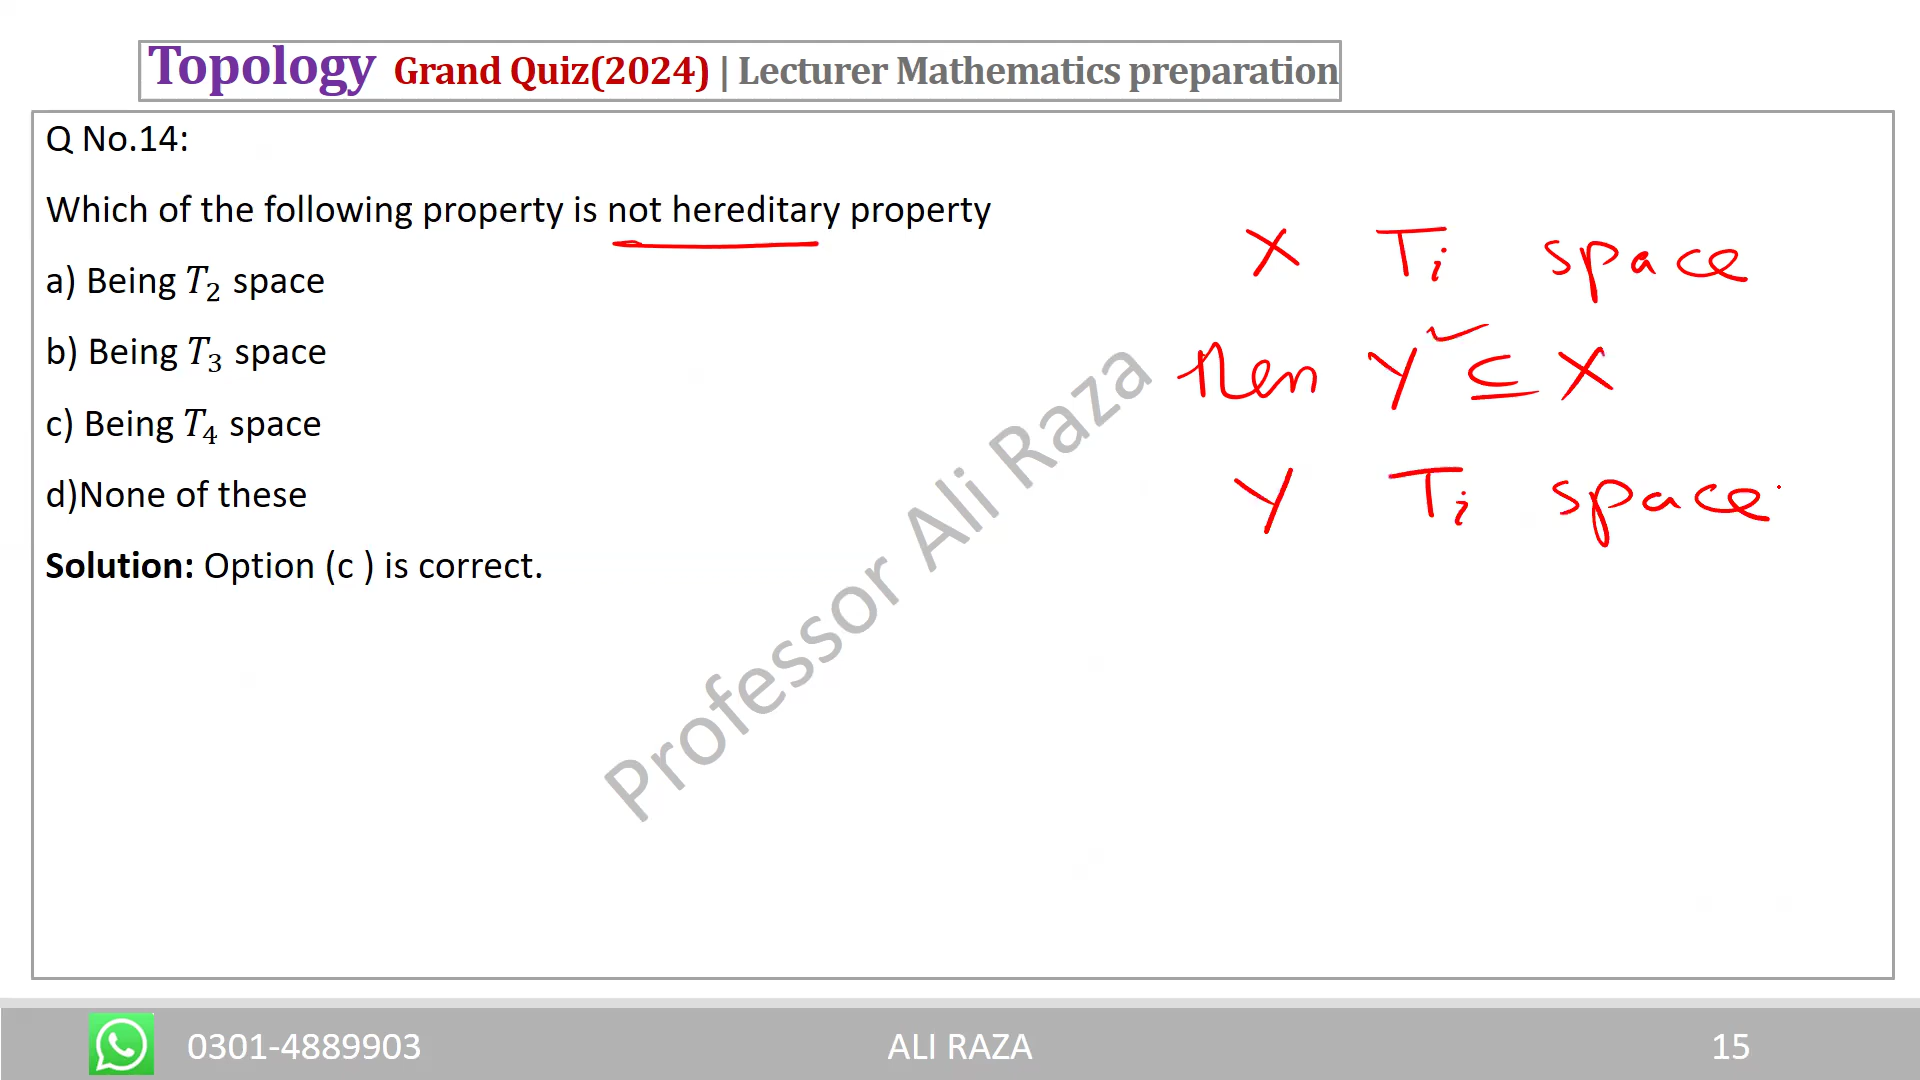 Topology Grand Quiz(2024) | Lecturer Mathematics preparation
Q No.14:
Which of the following property is not hereditary property
a) Being T₂ space
b) Being T₃ space
c) Being T₄ space
d)None of these
Solution: Option (c ) is correct.
X Tᵢ space
then Y ⊆ X
Y Tᵢ space
Professor Ali Raza
0301-4889903
ALI RAZA
15